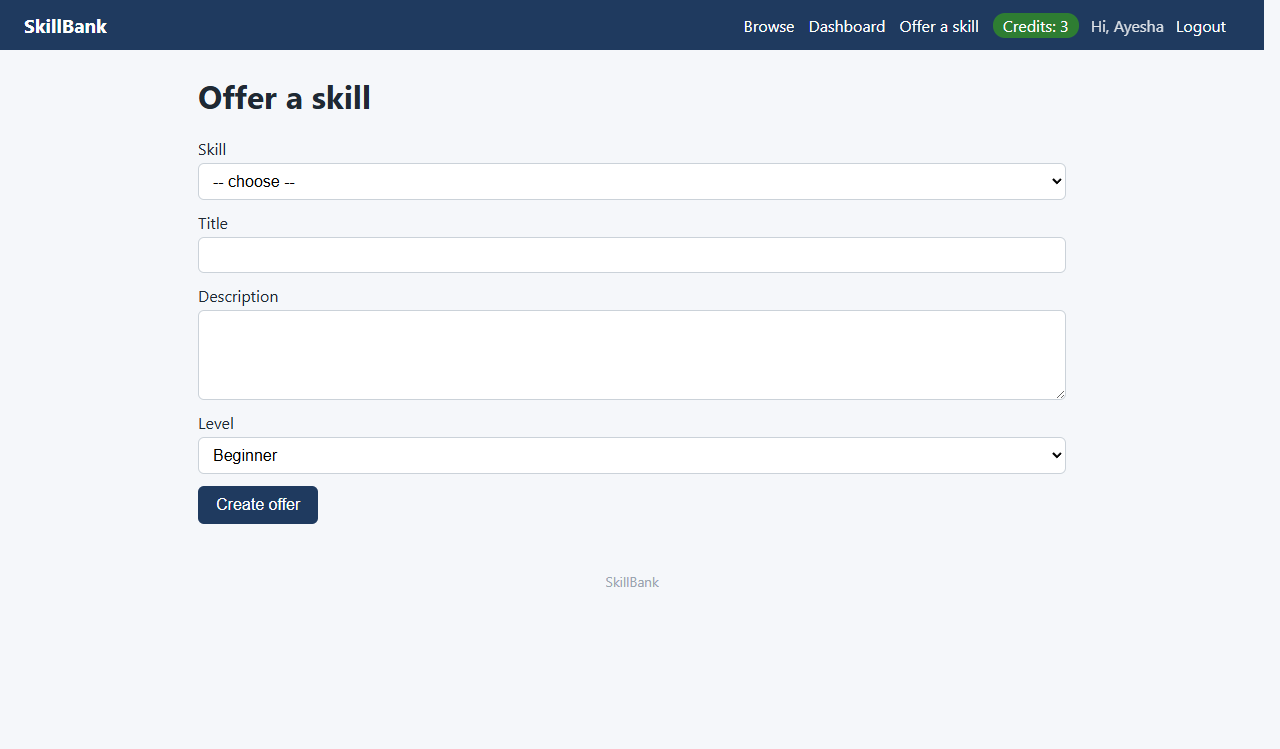 SkillBank Browse Dashboard Offer a skill Credits: 3 Hi, Ayesha Logout
Offer a skill
Skill
-- choose --
Title
Description
Level
Beginner
Create offer
SkillBank